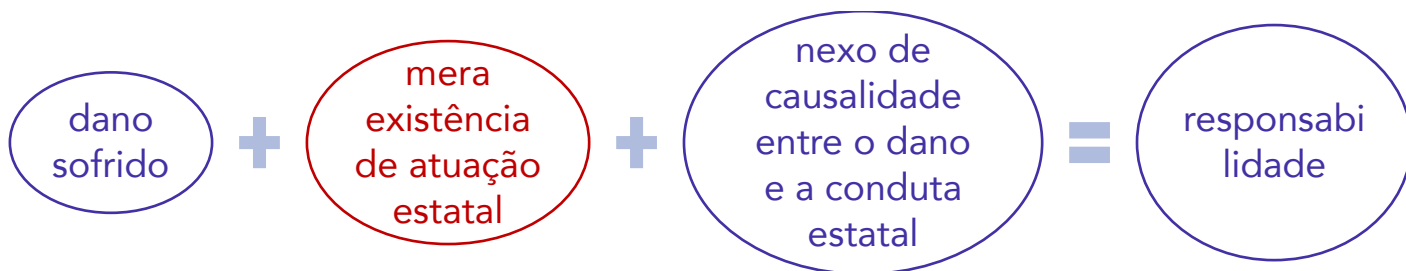 dano
sofrido
+
mera
existência
de atuação
estatal
+
nexo de
causalidade
entre o dano
e a conduta
estatal
=
responsabi
lidade